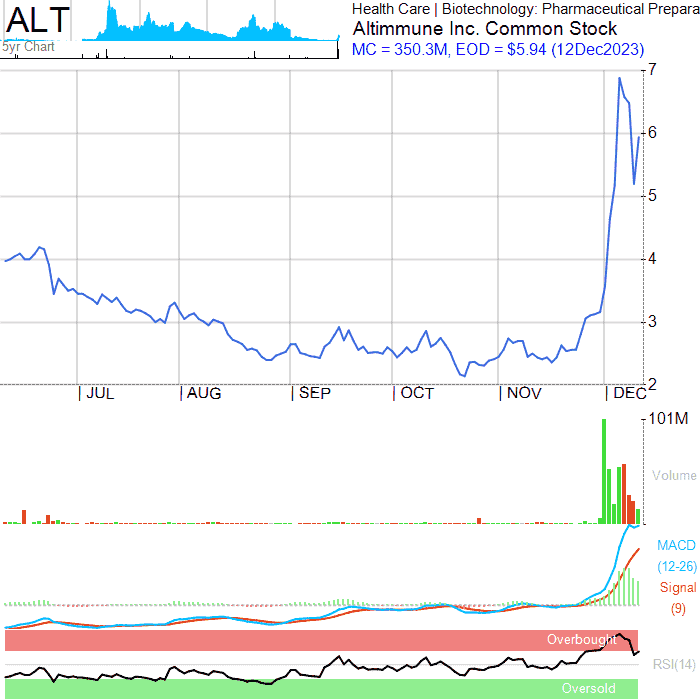 ALT
5yr Chart
Health Care | Biotechnology: Pharmaceutical Prepara
Altimmune Inc. Common Stock
MC = 350.3M, EOD = $5.94 (12Dec2023)
7
6
5
4
3
2
| JUL | AUG | SEP | OCT | NOV | DEC
101M
Volume
MACD
(12-26)
Signal
(9)
Overbought
RSI(14)
Oversold